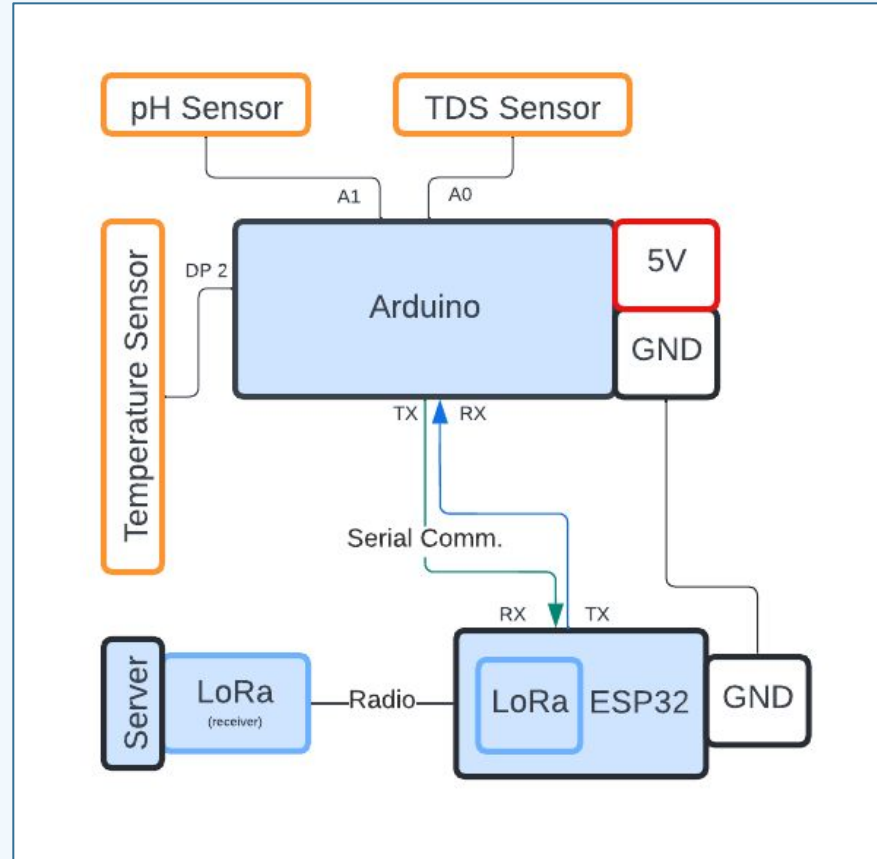 pH Sensor
TDS Sensor
A1
A0
DP 2
Temperature Sensor
Arduino
5V
GND
TX
RX
Serial Comm.
RX
TX
Server
LoRa
(receiver)
Radio
LoRa
ESP32
GND